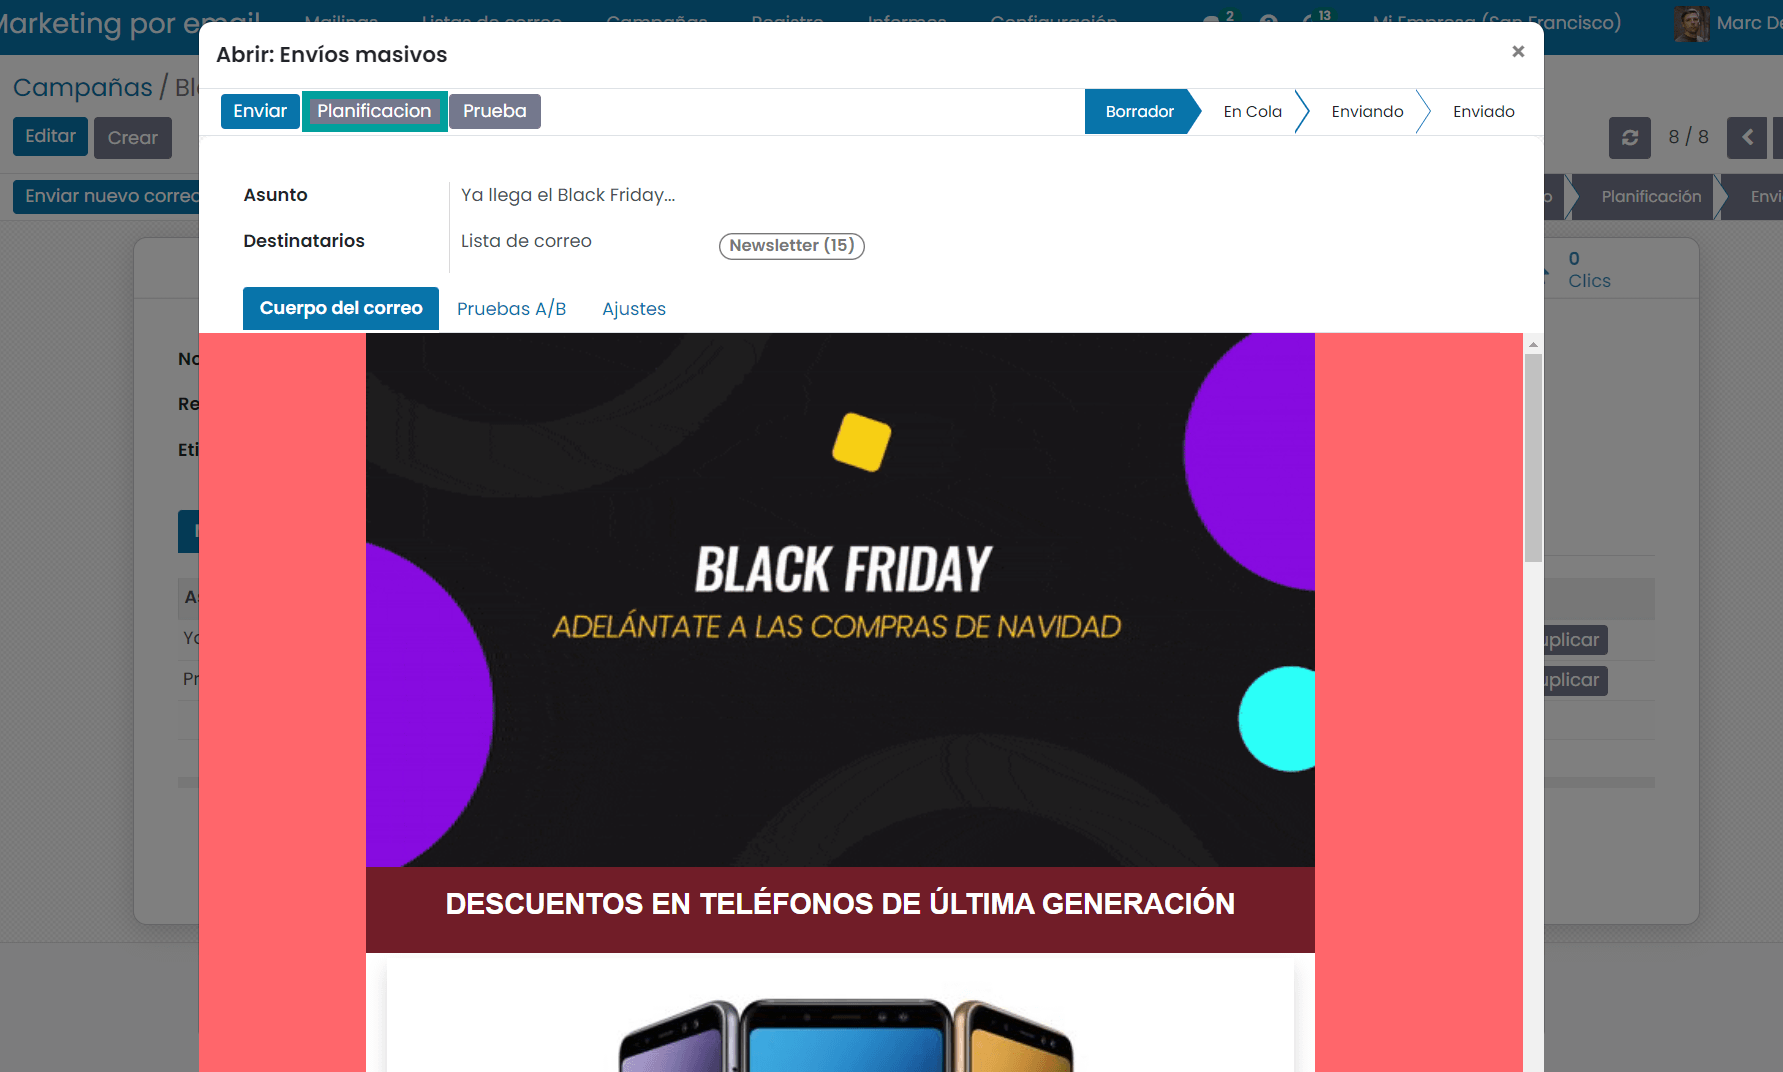 Marketing por email Mailings Listas de correo Campañas Registro Informes Configuración 2 13 Mi Empresa (San Francisco) Marc De
Abrir: Envíos masivos ×
Campañas / Bl
Enviar Planificacion Prueba Borrador En Cola Enviando Enviado
Editar Crear 8 / 8
Asunto Ya llega el Black Friday...
Enviar nuevo correo Planificación Envi
Destinatarios Lista de correo Newsletter (15)
0
Clics
Cuerpo del correo Pruebas A/B Ajustes
No
Re
Eti
BLACK FRIDAY
ADELÁNTATE A LAS COMPRAS DE NAVIDAD
As
Ya uplicar
Pr uplicar
DESCUENTOS EN TELÉFONOS DE ÚLTIMA GENERACIÓN